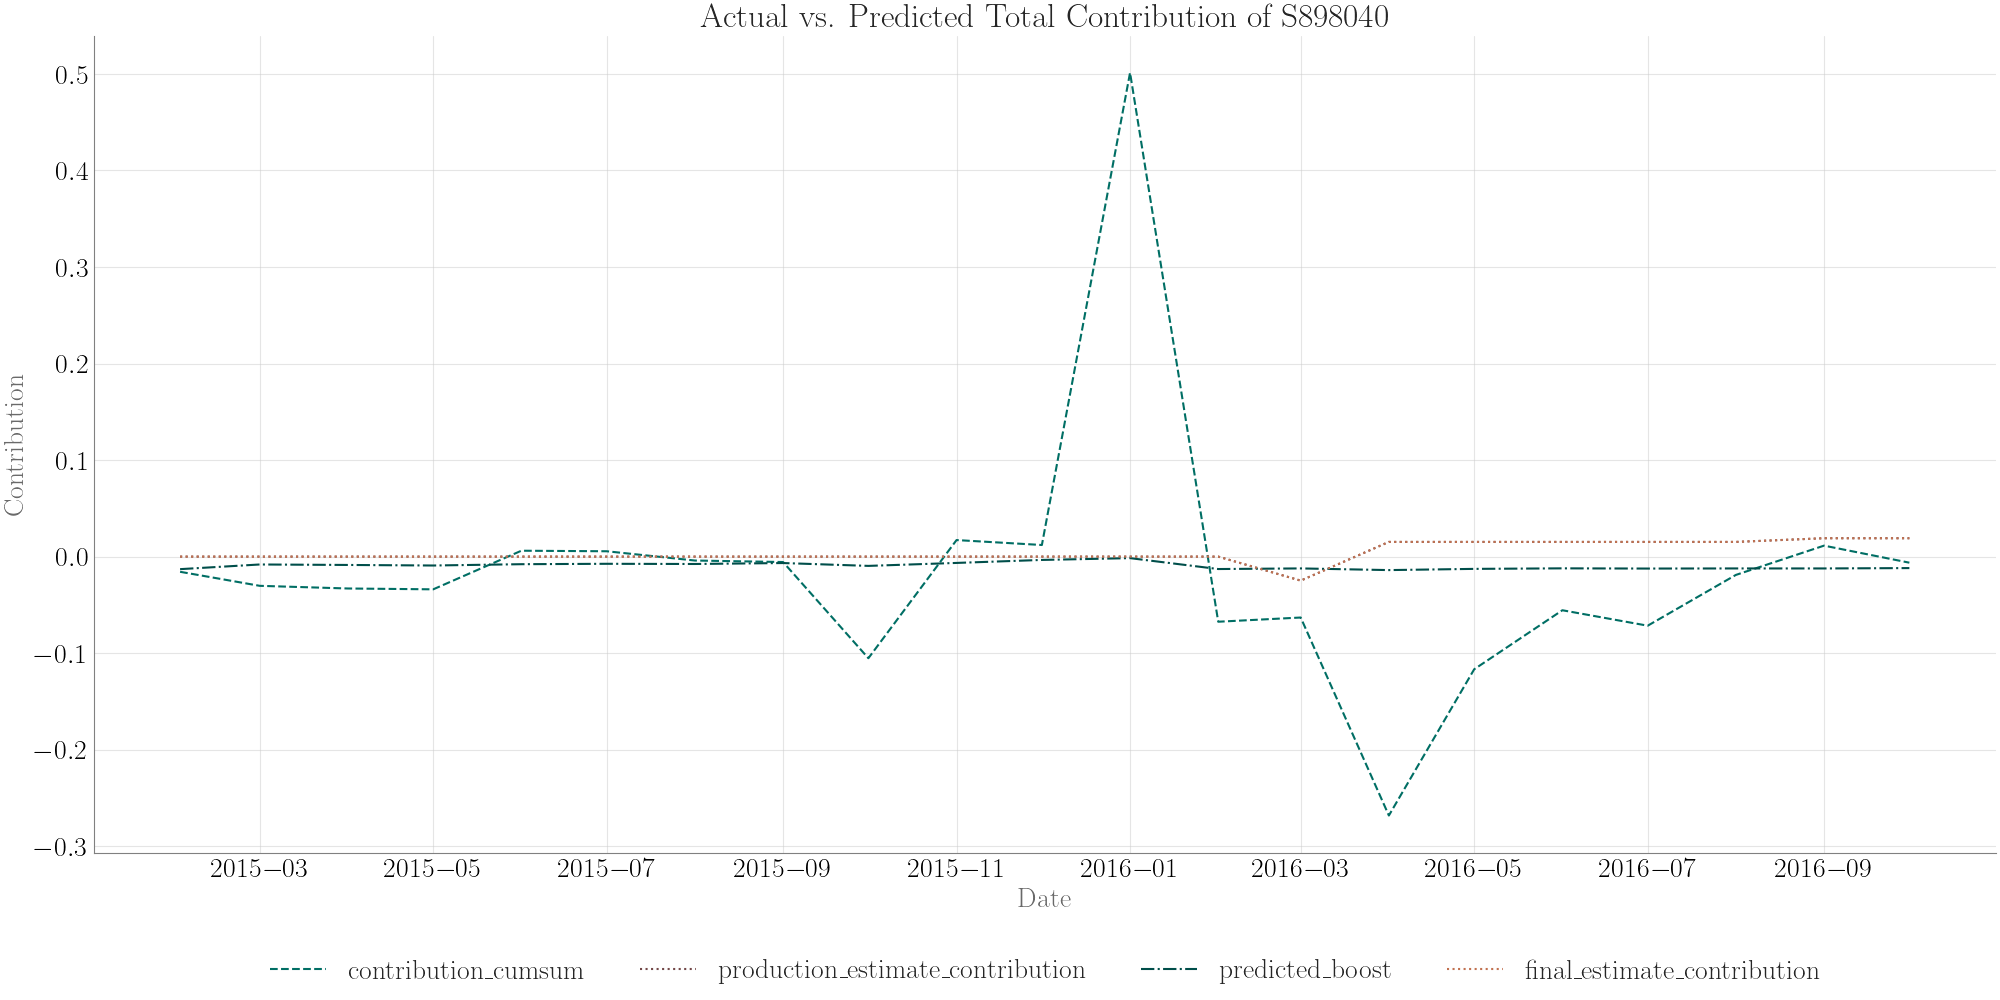 Actual vs. Predicted Total Contribution of S898040
0.5
0.4
0.3
0.2
0.1
0.0
−0.1
−0.2
−0.3
Contribution
2015−03 2015−05 2015−07 2015−09 2015−11 2016−01 2016−03 2016−05 2016−07 2016−09
Date
contribution_cumsum production_estimate_contribution predicted_boost final_estimate_contribution